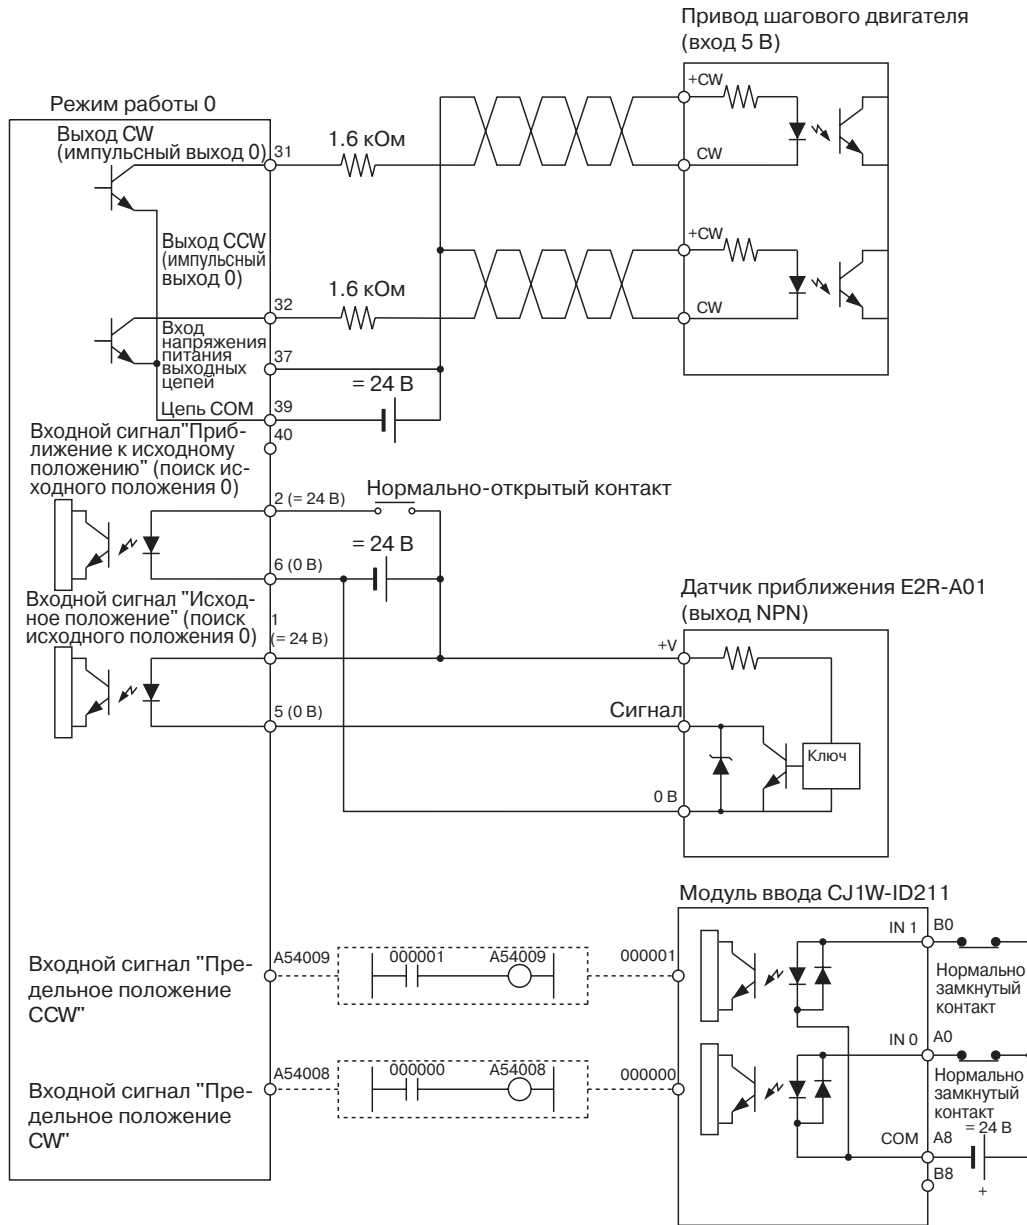 Привод шагового двигателя
(вход 5 В)
Режим работы 0
Выход CW
(импульсный выход 0)
31
1.6 кОм
+CW
CW
Выход CCW
(импульсный
выход 0)
32
1.6 кОм
+CW
CW
Вход
напряжения
питания
выходных
цепей
37
= 24 В
Цепь COM
39
40
Входной сигнал"Приб-
лижение к исходному
положению" (поиск ис-
ходного положения 0)
2 (= 24 В)
Нормально-открытый контакт
= 24 В
6 (0 В)
Входной сигнал "Исход-
ное положение" (поиск
исходного положения 0)
1
(= 24 В)
5 (0 В)
Датчик приближения E2R-A01
(выход NPN)
+V
Сигнал
Ключ
0 В
Модуль ввода CJ1W-ID211
IN 1
B0
Входной сигнал "Пре-
дельное положение
CCW"
A54009
000001
A54009
000001
Нормально
замкнутый
контакт
IN 0
A0
Входной сигнал "Пре-
дельное положение
CW"
A54008
000000
A54008
000000
Нормально
замкнутый
контакт
= 24 В
COM
A8
B8
+